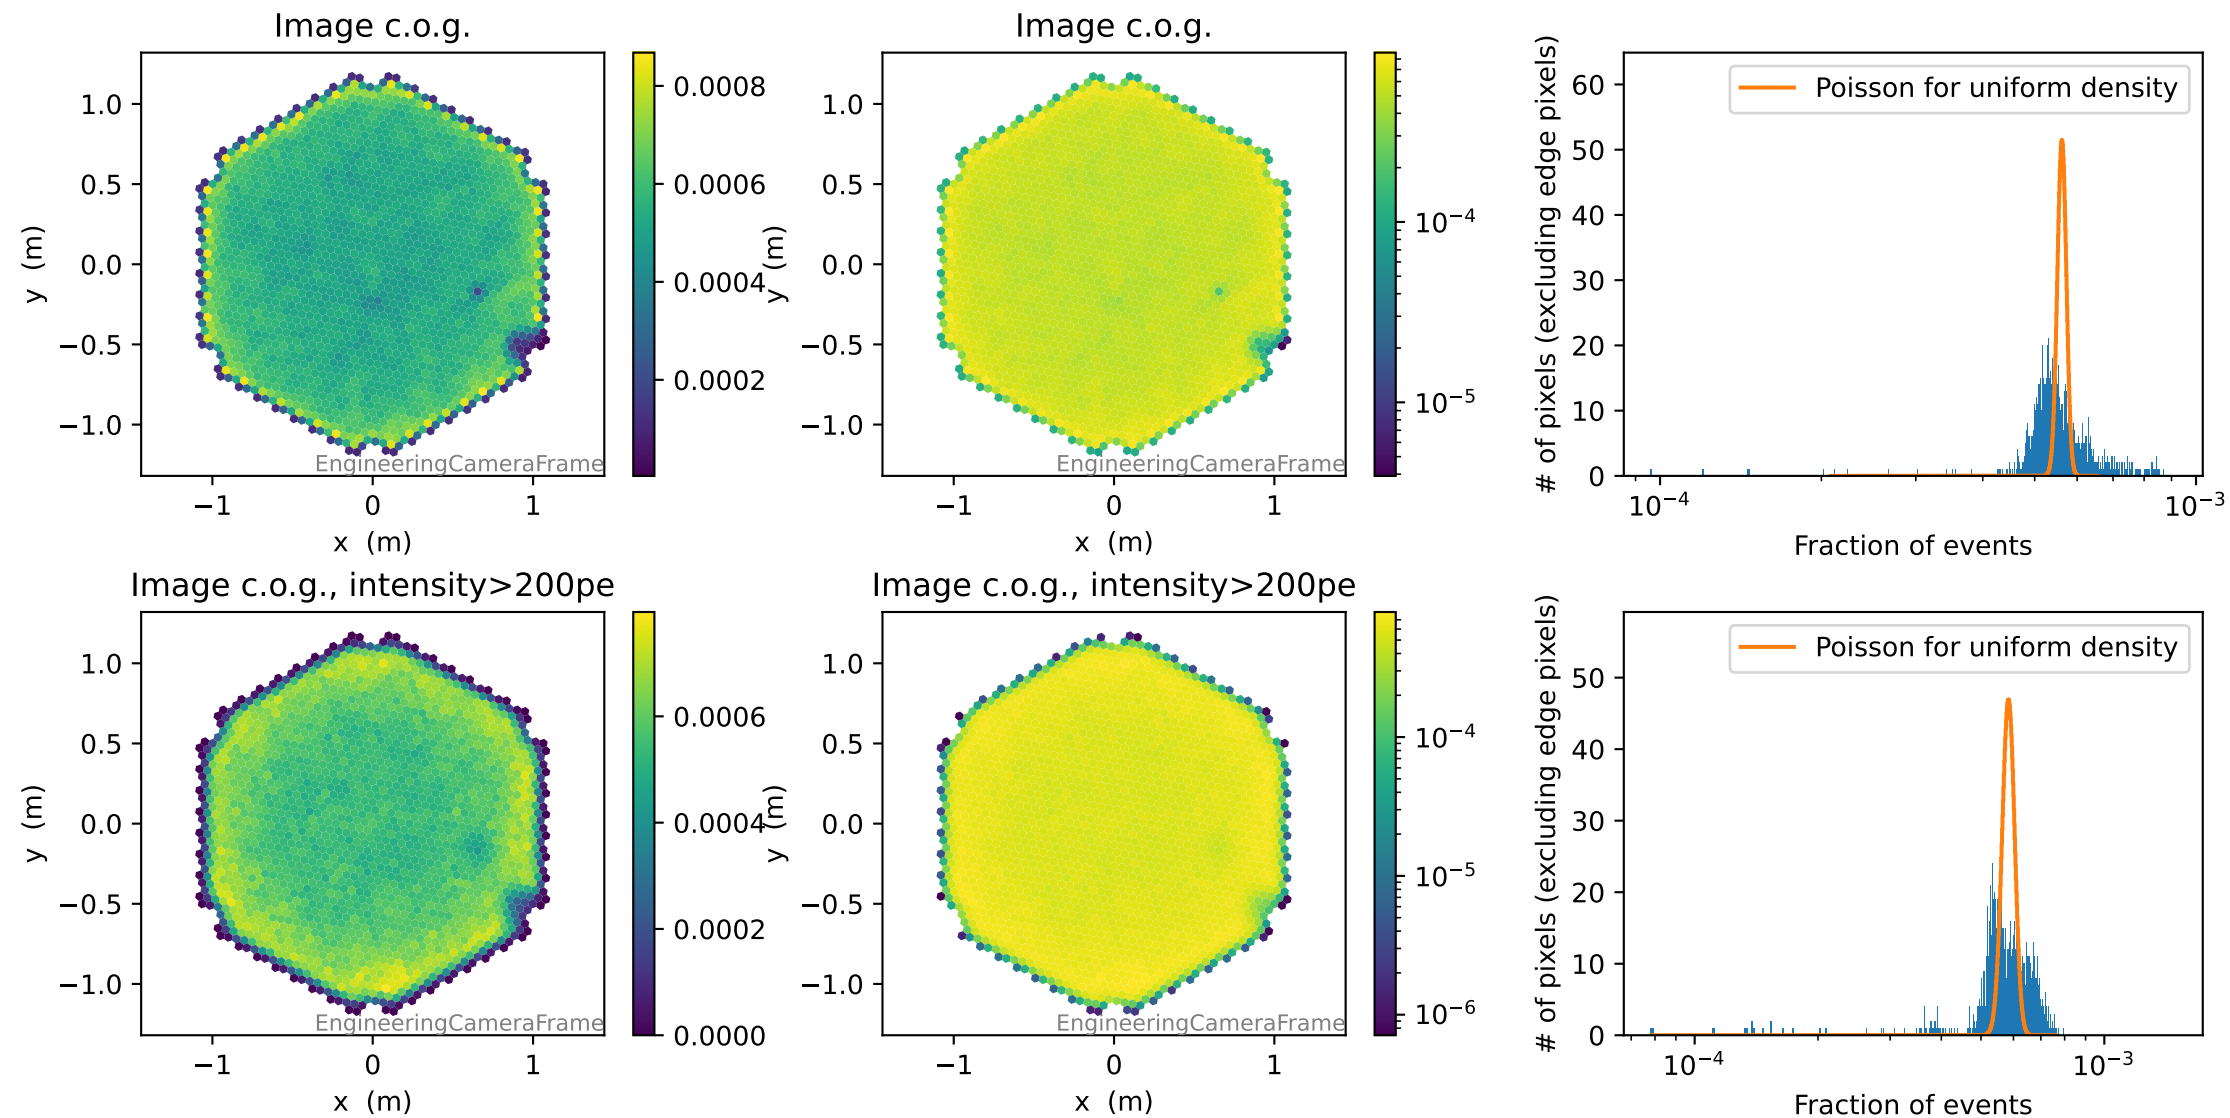 Image c.o.g.
y (m)
1.0
0.5
0.0
−0.5
−1.0
−1 0 1
x (m)
EngineeringCameraFrame
0.0008
0.0006
0.0004
0.0002
Image c.o.g.
y (m)
1.0
0.5
0.0
−0.5
−1.0
−1 0 1
x (m)
EngineeringCameraFrame
10⁻⁴
10⁻⁵
# of pixels (excluding edge pixels)
60
50
40
30
20
10
0
Poisson for uniform density
10⁻⁴ 10⁻³
Fraction of events
Image c.o.g., intensity>200pe
y (m)
1.0
0.5
0.0
−0.5
−1.0
−1 0 1
x (m)
EngineeringCameraFrame
0.0006
0.0004
0.0002
0.0000
Image c.o.g., intensity>200pe
y (m)
1.0
0.5
0.0
−0.5
−1.0
−1 0 1
x (m)
EngineeringCameraFrame
10⁻⁴
10⁻⁵
10⁻⁶
# of pixels (excluding edge pixels)
50
40
30
20
10
0
Poisson for uniform density
10⁻⁴ 10⁻³
Fraction of events